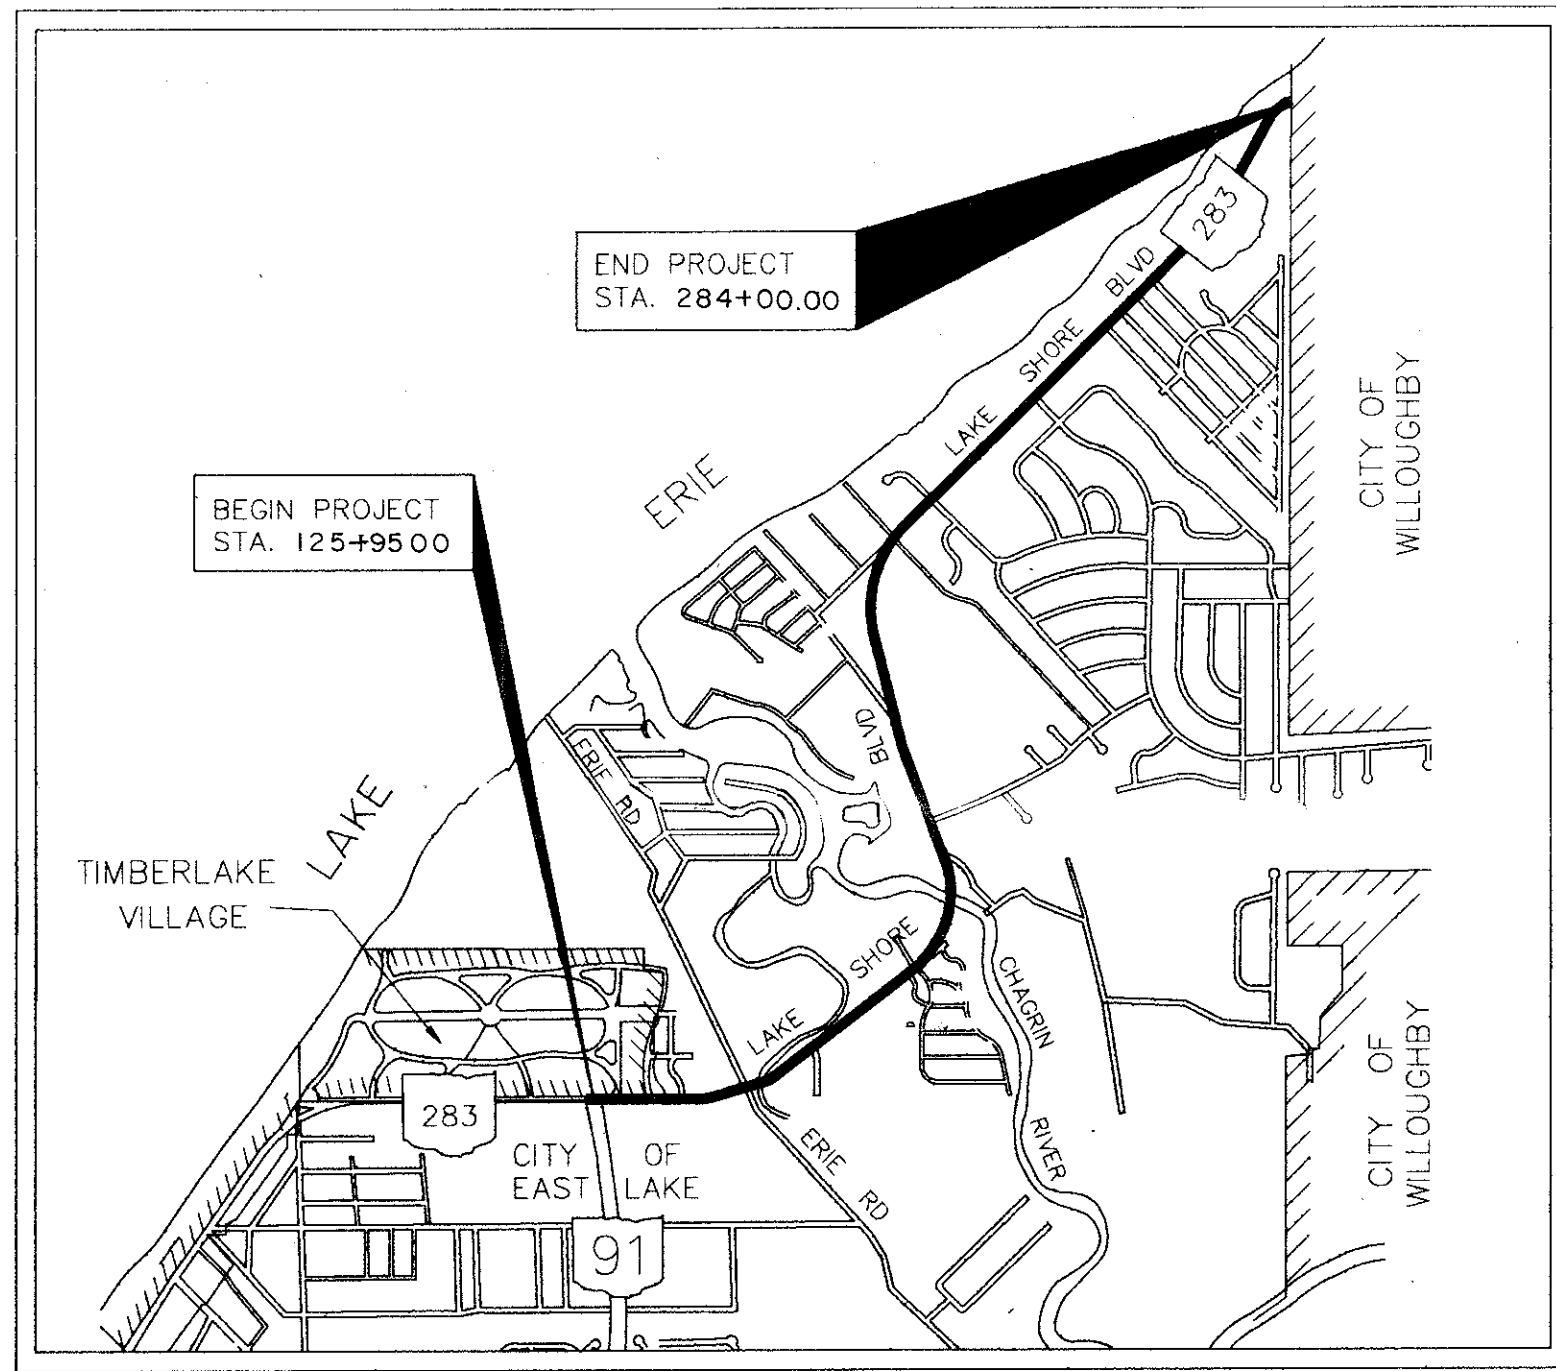 END PROJECT
STA. 284+00.00
283
LAKE SHORE BLVD
CITY OF
WILLOUGHBY
ERIE
BEGIN PROJECT
STA. 125+9500
BLVD
ERIE RD
LAKE
TIMBERLAKE
VILLAGE
SHORE
LAKE
CHAGRIN
RIVER
283
CITY OF
EAST LAKE
ERIE RD
91
CITY OF
WILLOUGHBY